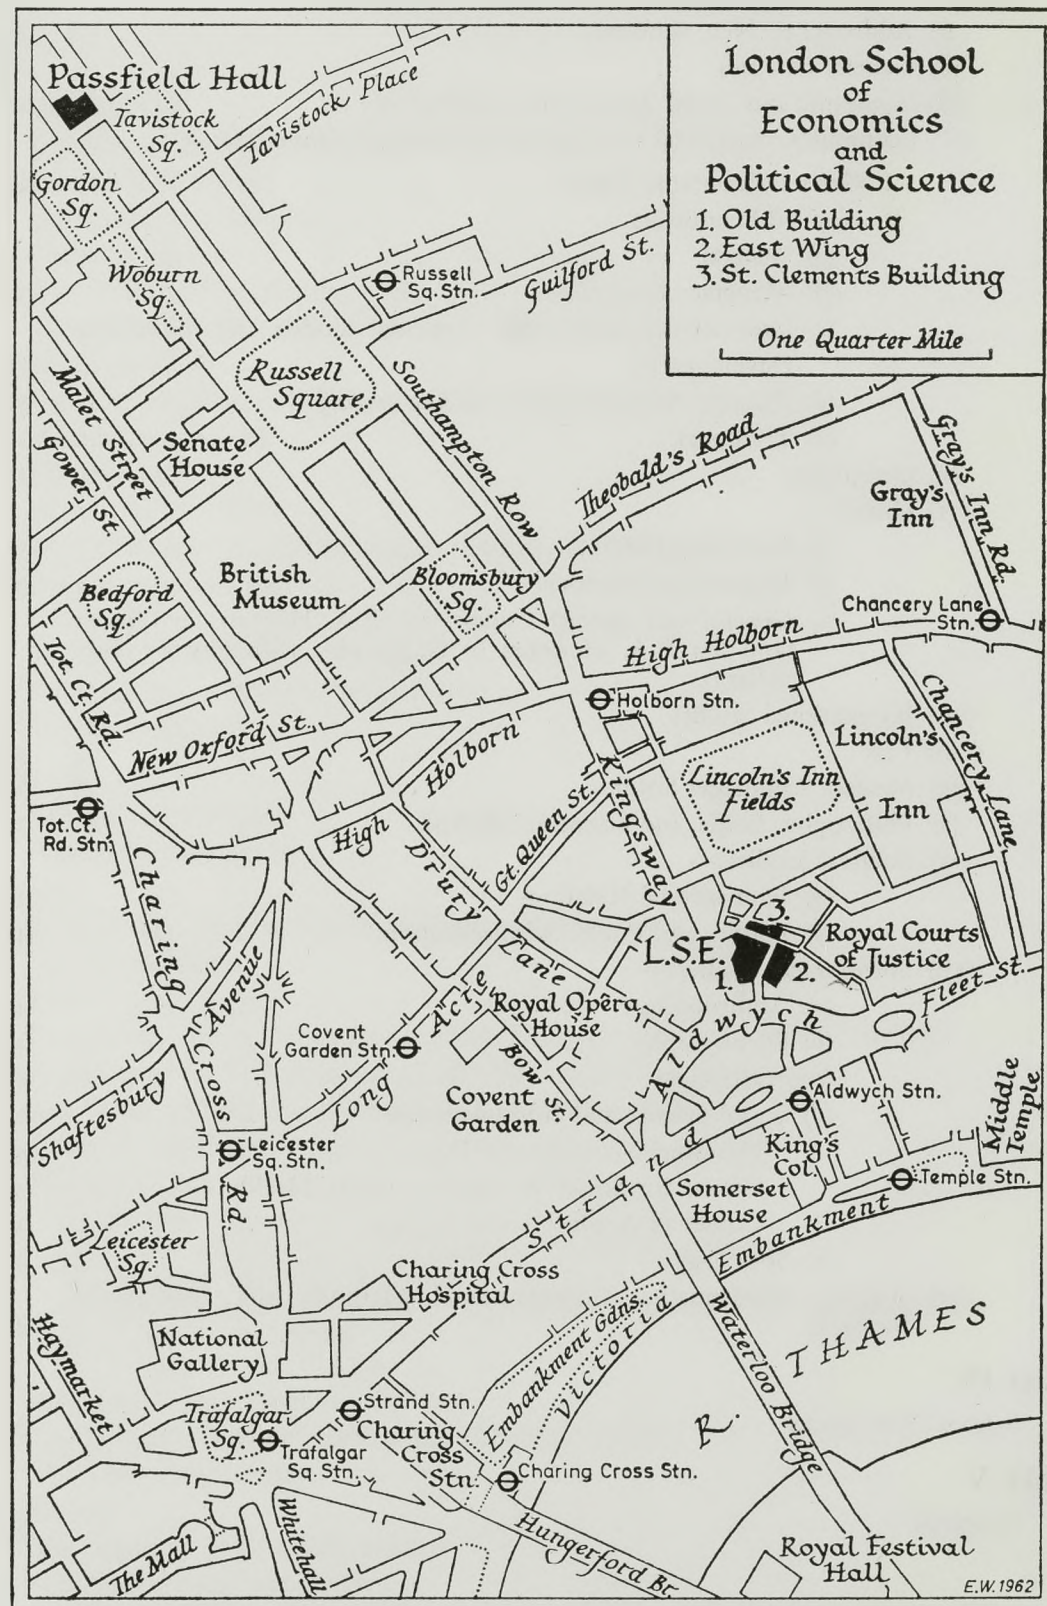 London School
of
Economics
and
Political Science
1. Old Building
2. East Wing
3. St. Clements Building
One Quarter Mile
Passfield Hall
Tavistock
Sq.
Tavistock Place
Gordon
Sq.
Woburn
Sq.
Russell
Sq. Stn.
Guilford St.
Russell
Square
Southampton Row
Malet Street
Gower St.
Senate
House
Theobald's Road
Gray's
Inn
Gray's Inn Rd.
Bedford
Sq.
British
Museum
Bloomsbury
Sq.
Chancery Lane
Stn.
High Holborn
Tot. Ct. Rd.
New Oxford St.
Holborn Stn.
Chancery Lane
Lincoln's
Inn
Lincoln's Inn
Fields
Kingsway
High Holborn
Gt. Queen St.
Tot. Ct.
Rd. Stn.
Drury Lane
Charing Cross Rd.
L.S.E.
1.
2.
3.
Royal Courts
of Justice
Fleet St.
Shaftesbury Avenue
Long Acre
Royal Opera
House
Covent
Garden Stn.
Bow St.
Covent
Garden
Aldwych
Aldwych Stn.
Middle
Temple
Leicester
Sq. Stn.
King's
Col.
Temple Stn.
Somerset
House
Strand
Leicester
Sq.
Charing Cross
Hospital
Victoria Embankment
Embankment Gdns.
Haymarket
National
Gallery
Waterloo Bridge
R. THAMES
Trafalgar
Sq.
Strand Stn.
Trafalgar
Sq. Stn.
Charing
Cross
Stn.
Charing Cross Stn.
The Mall
Whitehall
Hungerford Br.
Royal Festival
Hall
E.W. 1962